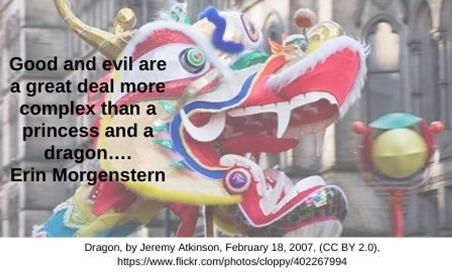 Good and evil are
a great deal more
complex than a
princess and a
dragon….
Erin Morgenstern
Dragon, by Jeremy Atkinson, February 18, 2007, (CC BY 2.0),
https://www.flickr.com/photos/cloppy/402267994